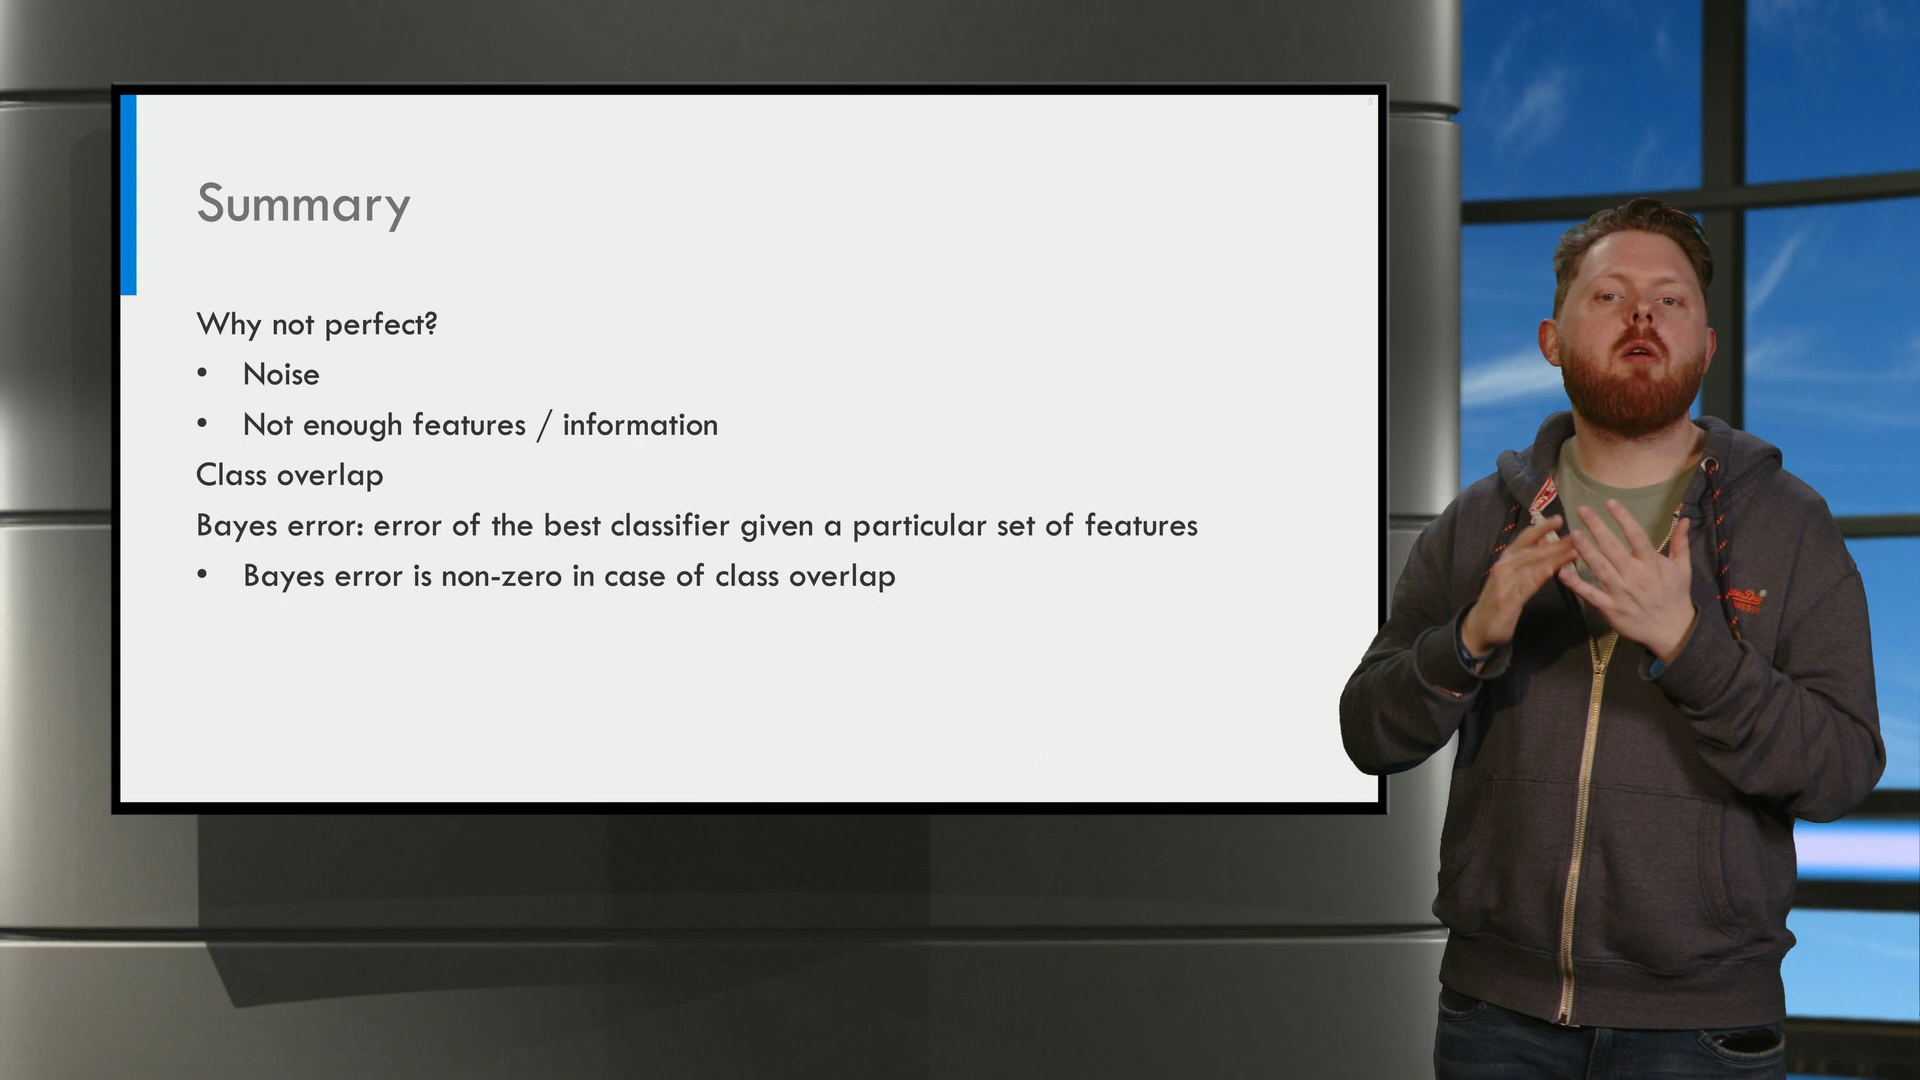 5
Summary
Why not perfect?
• Noise
• Not enough features / information
Class overlap
Bayes error: error of the best classifier given a particular set of features
• Bayes error is non-zero in case of class overlap